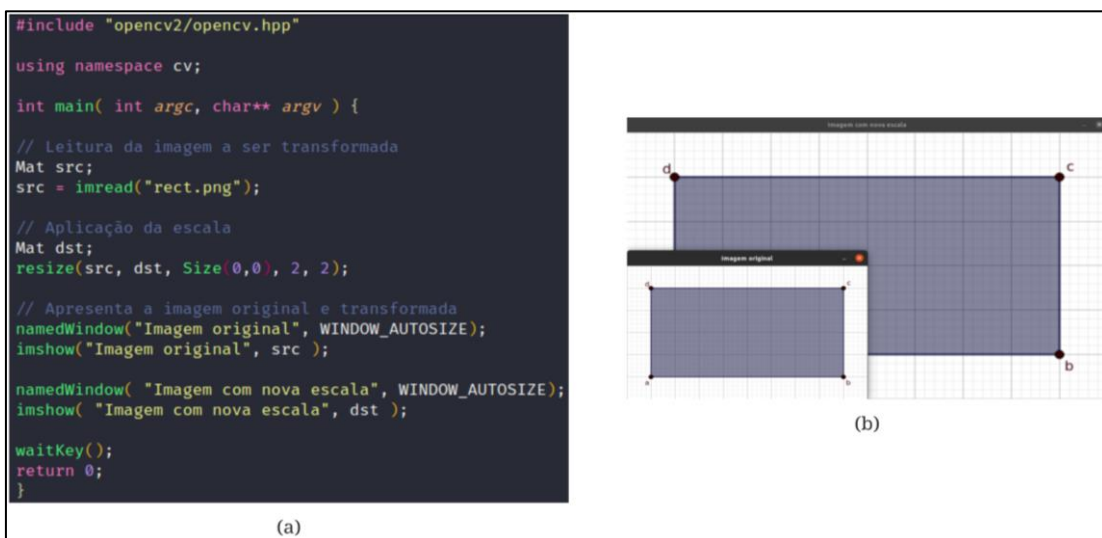 #include "opencv2/opencv.hpp"
using namespace cv;
int main( int argc, char** argv ) {
// Leitura da imagem a ser transformada
Mat src;
src = imread("rect.png");
// Aplicação da escala
Mat dst;
resize(src, dst, Size(0,0), 2, 2);
// Apresenta a imagem original e transformada
namedWindow("Imagem original", WINDOW_AUTOSIZE);
imshow("Imagem original", src );
namedWindow( "Imagem com nova escala", WINDOW_AUTOSIZE);
imshow( "Imagem com nova escala", dst );
waitKey();
return 0;
}
(a)
Imagem com nova escala
d
c
Imagem original
d
c
a
b
b
(b)